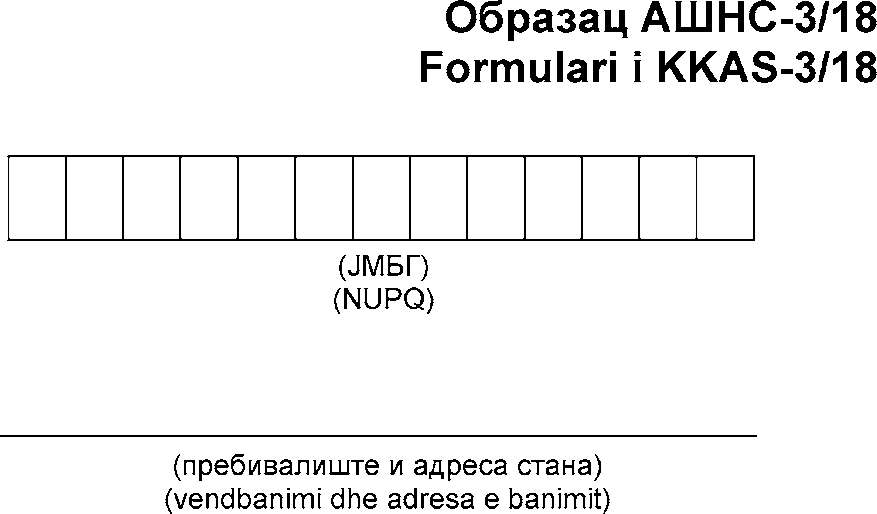 Образац АШНС-3/18
Formulari i KKAS-3/18
(ЈМБГ)
(NUPQ)
(пребивалиште и адреса стана)
(vendbanimi dhe adresa e banimit)